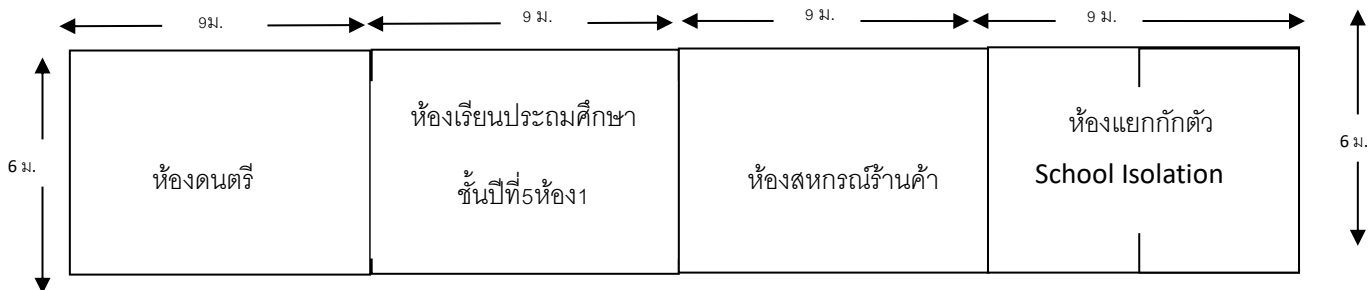 9ม. 9 ม. 9 ม. 9 ม.
6 ม.
ห้องดนตรี
ห้องเรียนประถมศึกษา
ชั้นปีที่5ห้อง1
ห้องสหกรณ์ร้านค้า
ห้องแยกกักตัว
School Isolation
6 ม.